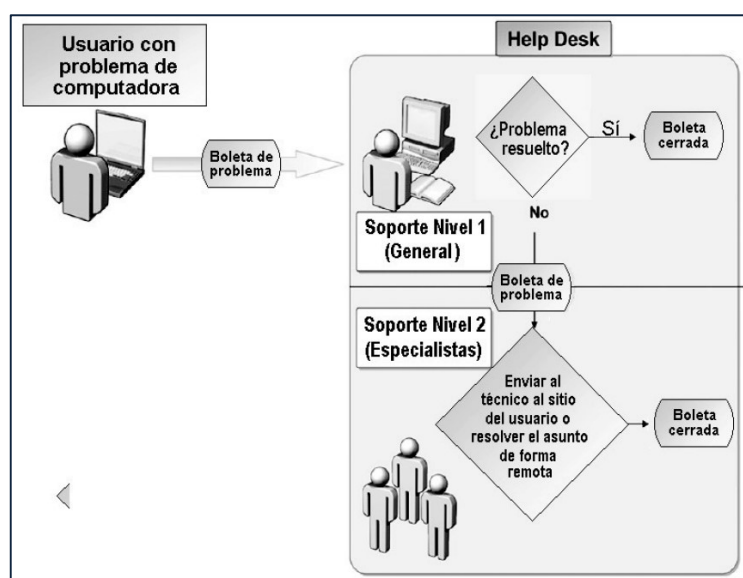 Usuario con
problema de
computadora
Boleta de
problema
Help Desk
¿Problema
resuelto?
Sí
Boleta
cerrada
No
Soporte Nivel 1
(General)
Boleta de
problema
Soporte Nivel 2
(Especialistas)
Enviar al
técnico al sitio
del usuario o
resolver el asunto
de forma
remota
Boleta
cerrada